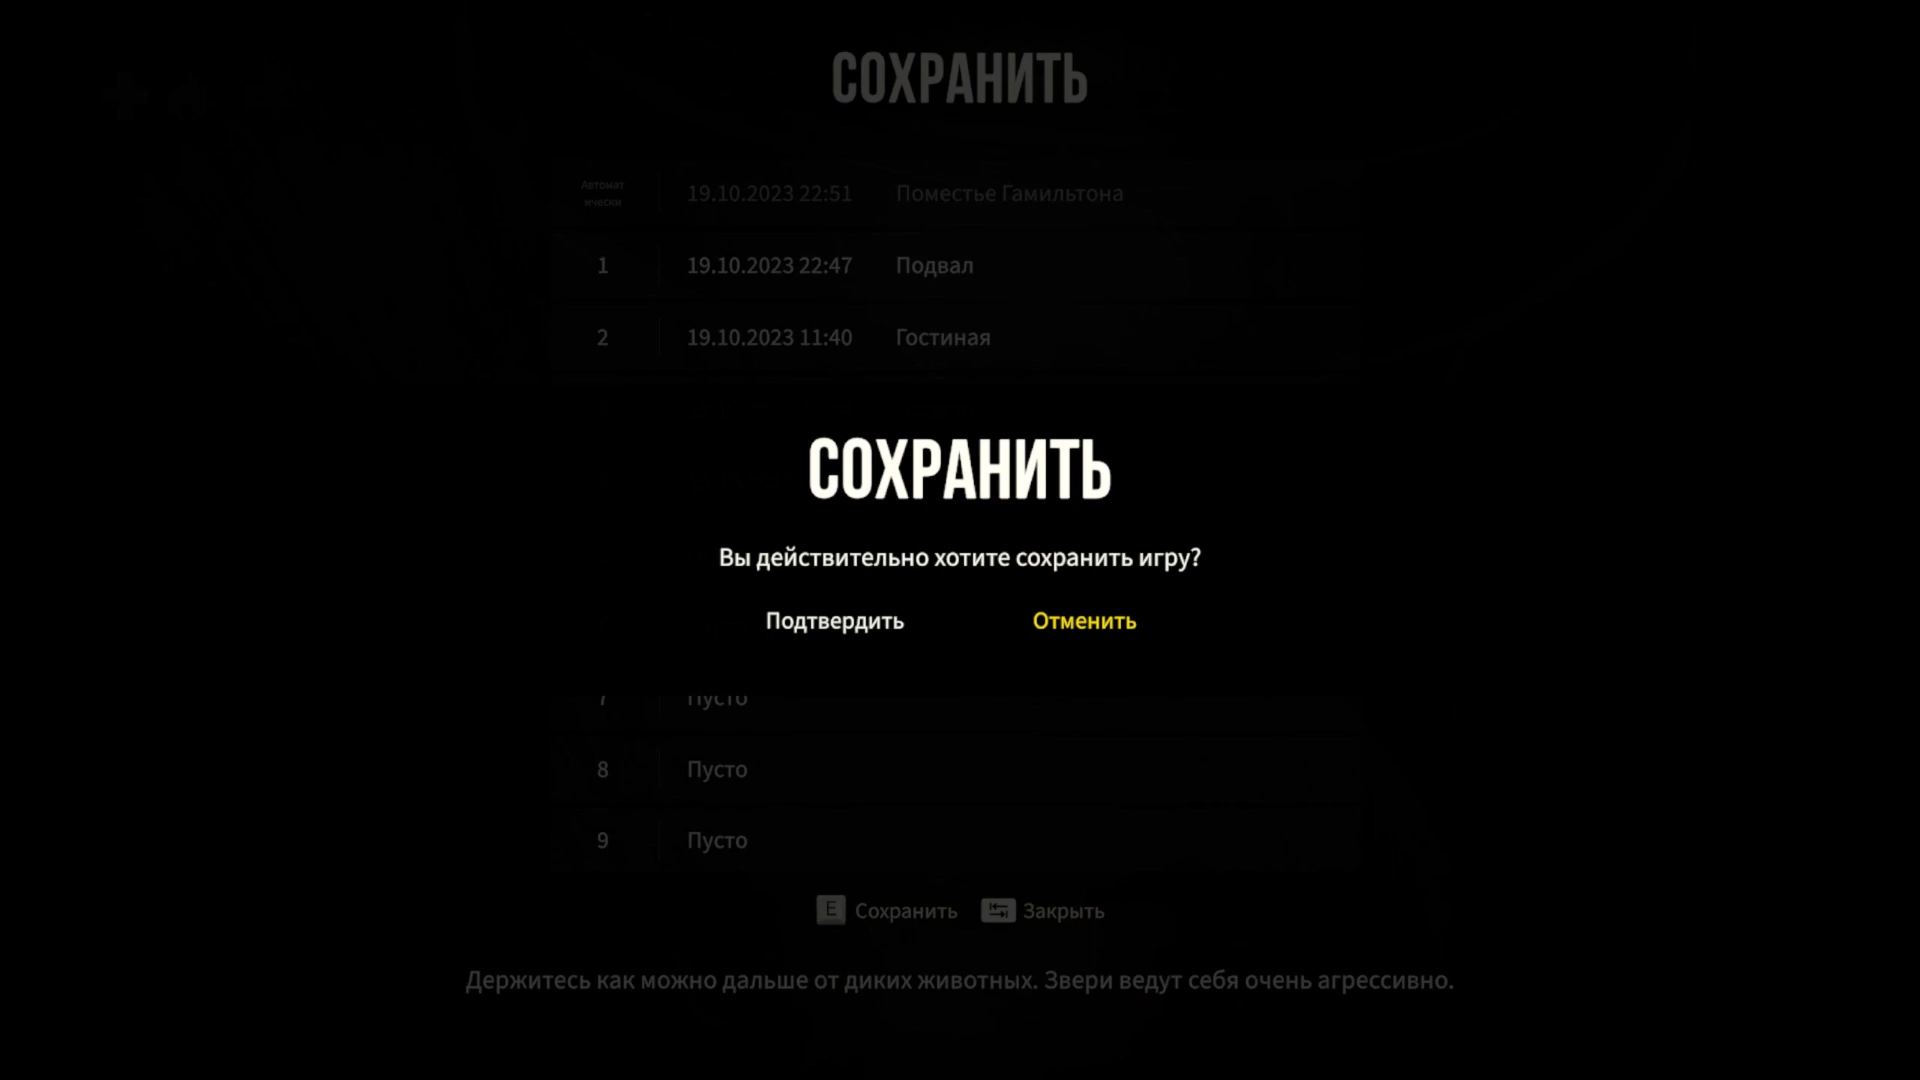 СОХРАНИТЬ
Автомат
ически
19.10.2023 22:51 Поместье Гамильтона
1 19.10.2023 22:47 Подвал
2 19.10.2023 11:40 Гостиная
СОХРАНИТЬ
Вы действительно хотите сохранить игру?
Подтвердить Отменить
7 Пусто
8 Пусто
9 Пусто
E Сохранить Закрыть
Держитесь как можно дальше от диких животных. Звери ведут себя очень агрессивно.